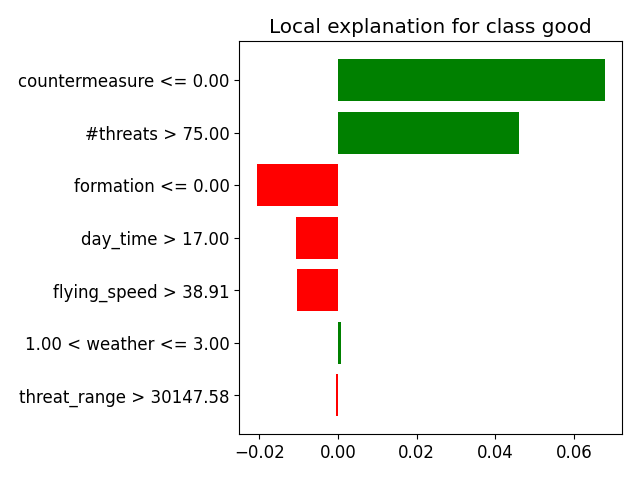 Local explanation for class good
countermeasure <= 0.00
#threats > 75.00
formation <= 0.00
day_time > 17.00
flying_speed > 38.91
1.00 < weather <= 3.00
threat_range > 30147.58
−0.02 0.00 0.02 0.04 0.06